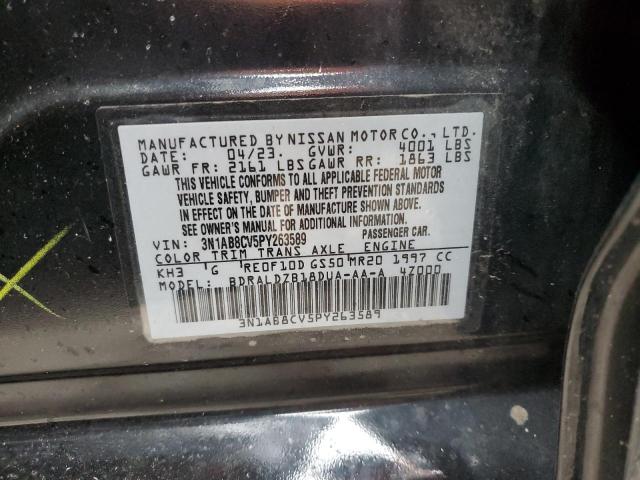 MANUFACTURED BY NISSAN MOTOR CO., LTD.
DATE: 04/23. GVWR: 4001 LBS
GAWR FR: 2161 LBS GAWR RR: 1863 LBS
THIS VEHICLE CONFORMS TO ALL APPLICABLE FEDERAL MOTOR
VEHICLE SAFETY, BUMPER AND THEFT PREVENTION STANDARDS
IN EFFECT ON THE DATE OF MANUFACTURE SHOWN ABOVE.
SEE OWNER'S MANUAL FOR ADDITIONAL INFORMATION.
VIN: 3N1AB8CV5PY263589 PASSENGER CAR.
COLOR TRIM TRANS AXLE ENGINE
KH3 G RE0F10D GS50 MR20 1997 CC
MODEL: BDRALDZB18DUA-AA-A 4Z000
3N1AB8CV5PY263589